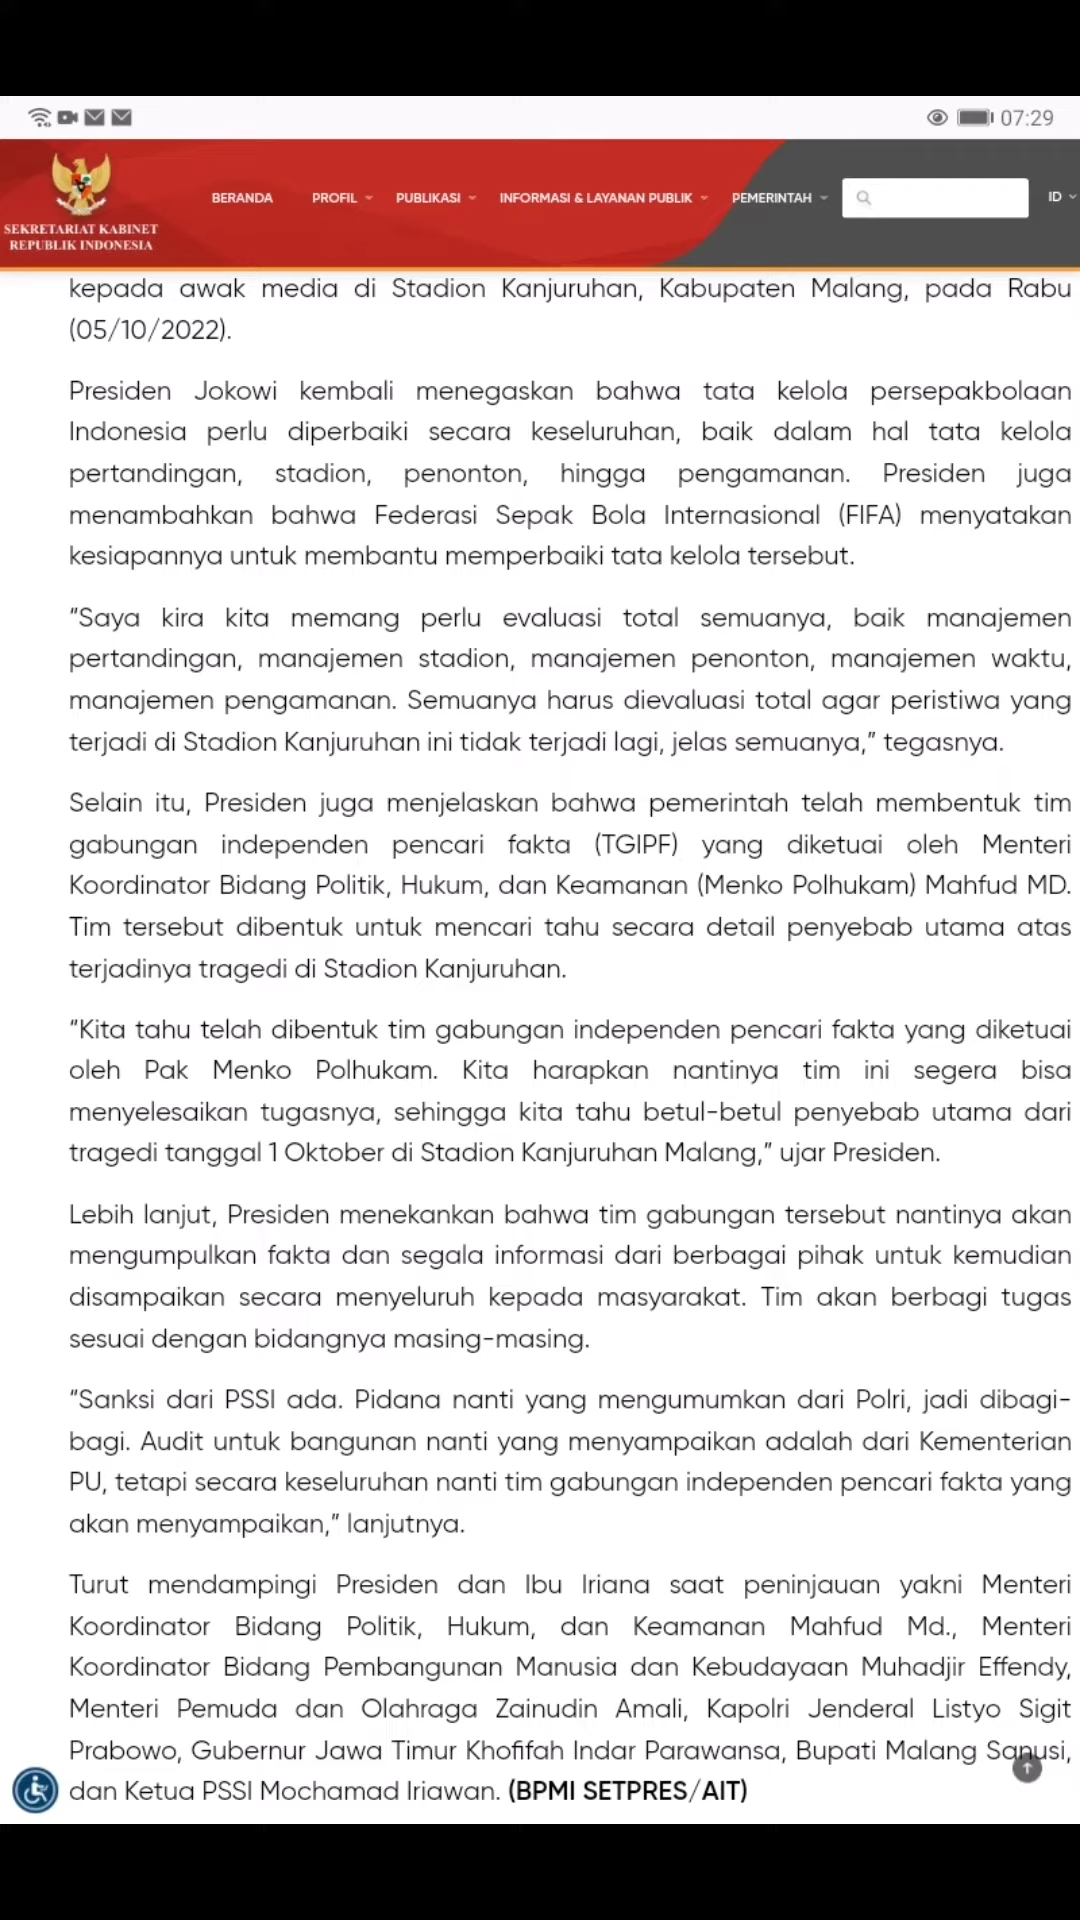 07:29
BERANDA PROFIL PUBLIKASI INFORMASI & LAYANAN PUBLIK PEMERINTAH ID
SEKRETARIAT KABINET
REPUBLIK INDONESIA
kepada awak media di Stadion Kanjuruhan, Kabupaten Malang, pada Rabu
(05/10/2022).
Presiden Jokowi kembali menegaskan bahwa tata kelola persepakbolaan
Indonesia perlu diperbaiki secara keseluruhan, baik dalam hal tata kelola
pertandingan, stadion, penonton, hingga pengamanan. Presiden juga
menambahkan bahwa Federasi Sepak Bola Internasional (FIFA) menyatakan
kesiapannya untuk membantu memperbaiki tata kelola tersebut.
“Saya kira kita memang perlu evaluasi total semuanya, baik manajemen
pertandingan, manajemen stadion, manajemen penonton, manajemen waktu,
manajemen pengamanan. Semuanya harus dievaluasi total agar peristiwa yang
terjadi di Stadion Kanjuruhan ini tidak terjadi lagi, jelas semuanya,” tegasnya.
Selain itu, Presiden juga menjelaskan bahwa pemerintah telah membentuk tim
gabungan independen pencari fakta (TGIPF) yang diketuai oleh Menteri
Koordinator Bidang Politik, Hukum, dan Keamanan (Menko Polhukam) Mahfud MD.
Tim tersebut dibentuk untuk mencari tahu secara detail penyebab utama atas
terjadinya tragedi di Stadion Kanjuruhan.
“Kita tahu telah dibentuk tim gabungan independen pencari fakta yang diketuai
oleh Pak Menko Polhukam. Kita harapkan nantinya tim ini segera bisa
menyelesaikan tugasnya, sehingga kita tahu betul-betul penyebab utama dari
tragedi tanggal 1 Oktober di Stadion Kanjuruhan Malang,” ujar Presiden.
Lebih lanjut, Presiden menekankan bahwa tim gabungan tersebut nantinya akan
mengumpulkan fakta dan segala informasi dari berbagai pihak untuk kemudian
disampaikan secara menyeluruh kepada masyarakat. Tim akan berbagi tugas
sesuai dengan bidangnya masing-masing.
“Sanksi dari PSSI ada. Pidana nanti yang mengumumkan dari Polri, jadi dibagi-
bagi. Audit untuk bangunan nanti yang menyampaikan adalah dari Kementerian
PU, tetapi secara keseluruhan nanti tim gabungan independen pencari fakta yang
akan menyampaikan,” lanjutnya.
Turut mendampingi Presiden dan Ibu Iriana saat peninjauan yakni Menteri
Koordinator Bidang Politik, Hukum, dan Keamanan Mahfud Md., Menteri
Koordinator Bidang Pembangunan Manusia dan Kebudayaan Muhadjir Effendy,
Menteri Pemuda dan Olahraga Zainudin Amali, Kapolri Jenderal Listyo Sigit
Prabowo, Gubernur Jawa Timur Khofifah Indar Parawansa, Bupati Malang Sanusi,
dan Ketua PSSI Mochamad Iriawan. (BPMI SETPRES/AIT)